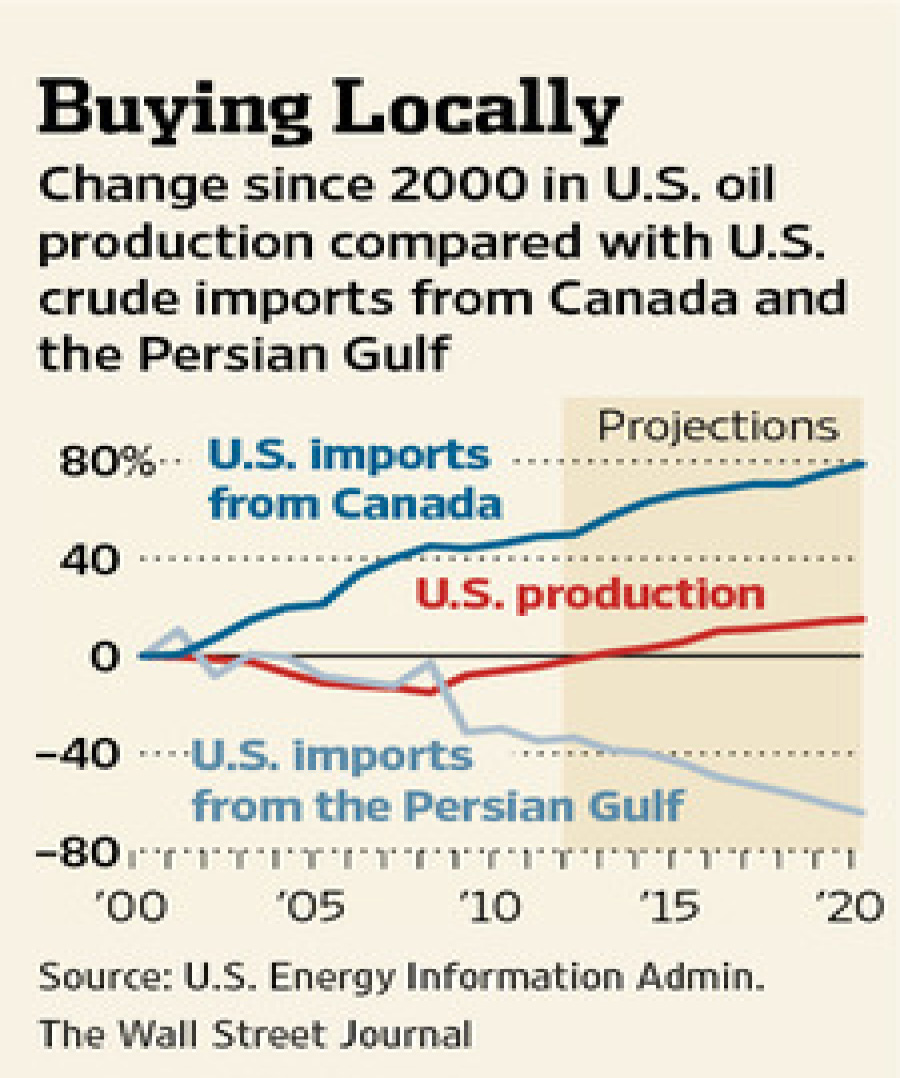 Buying Locally
Change since 2000 in U.S. oil
production compared with U.S.
crude imports from Canada and
the Persian Gulf
Projections
80%
U.S. imports
from Canada
40
U.S. production
0
–40
U.S. imports
from the Persian Gulf
–80
’00 ’05 ’10 ’15 ’20
Source: U.S. Energy Information Admin.
The Wall Street Journal